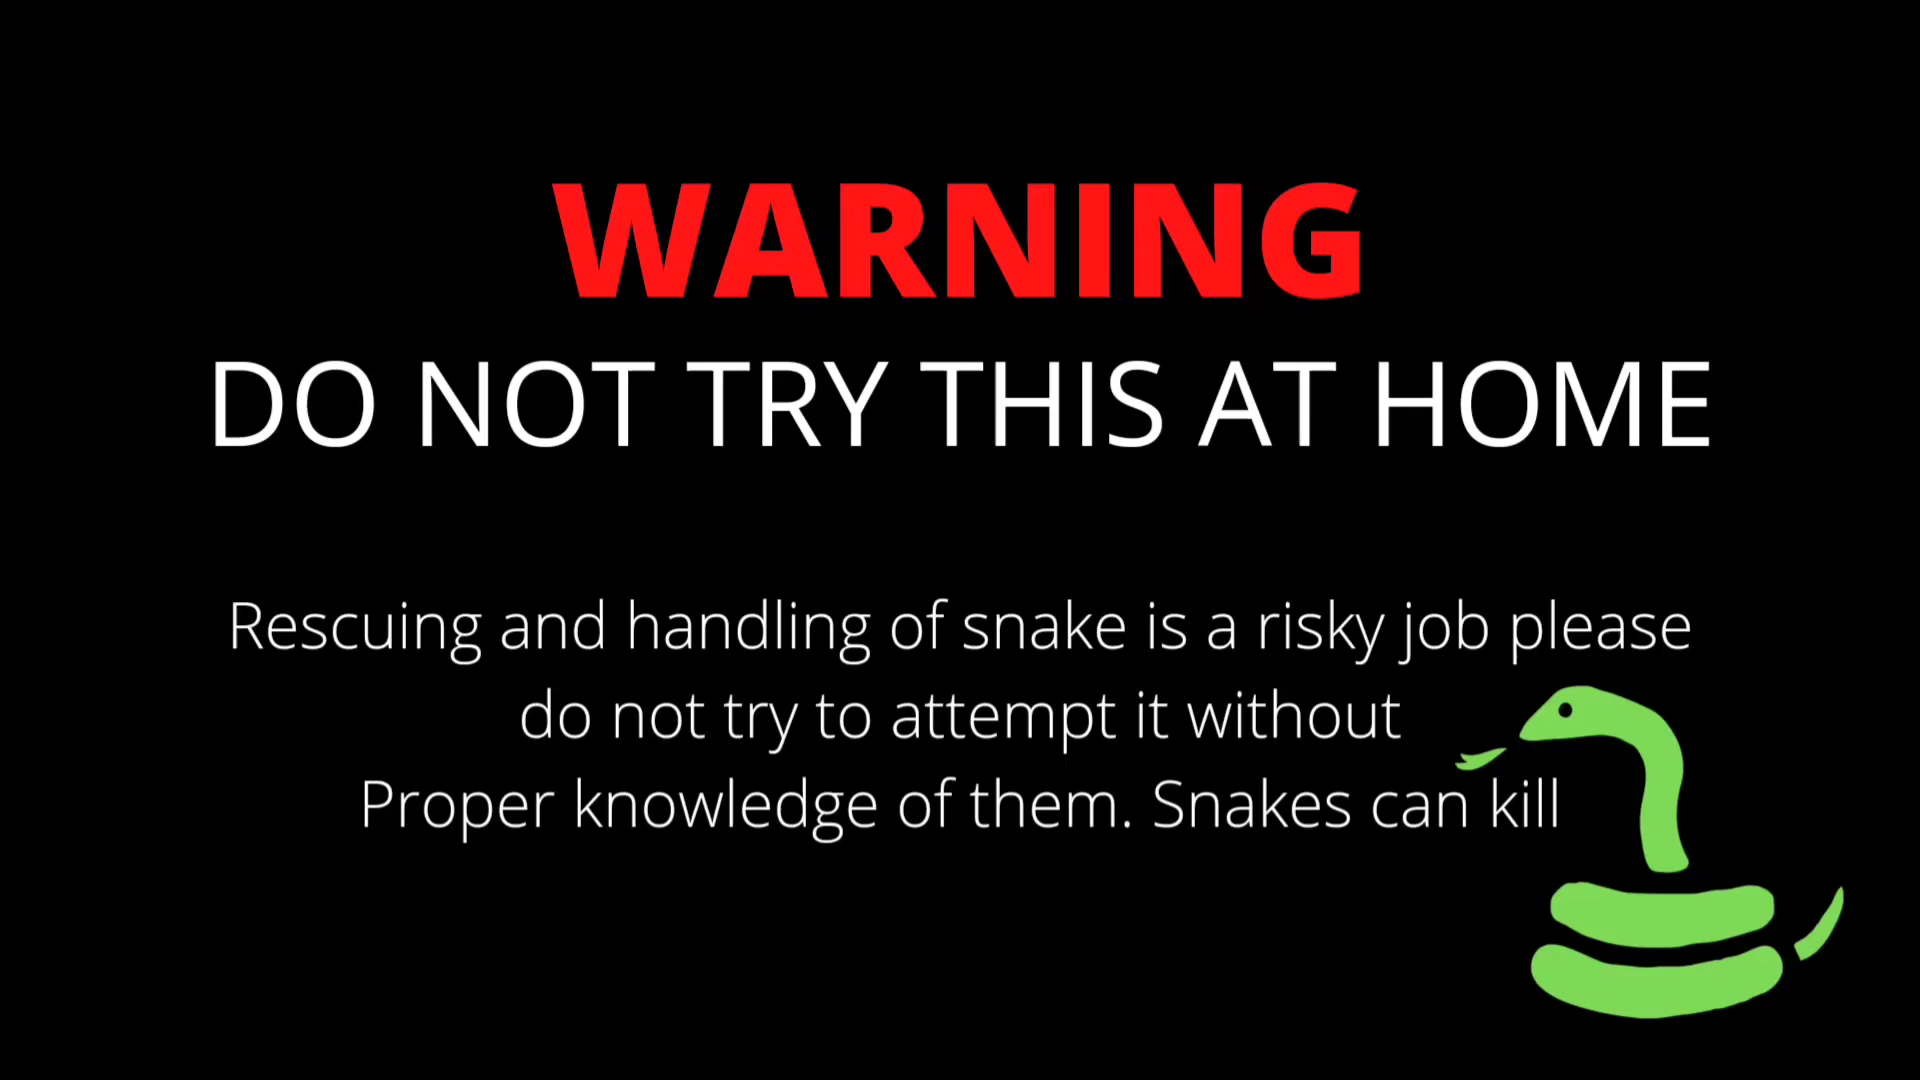 WARNING
DO NOT TRY THIS AT HOME
Rescuing and handling of snake is a risky job please
do not try to attempt it without
Proper knowledge of them. Snakes can kill